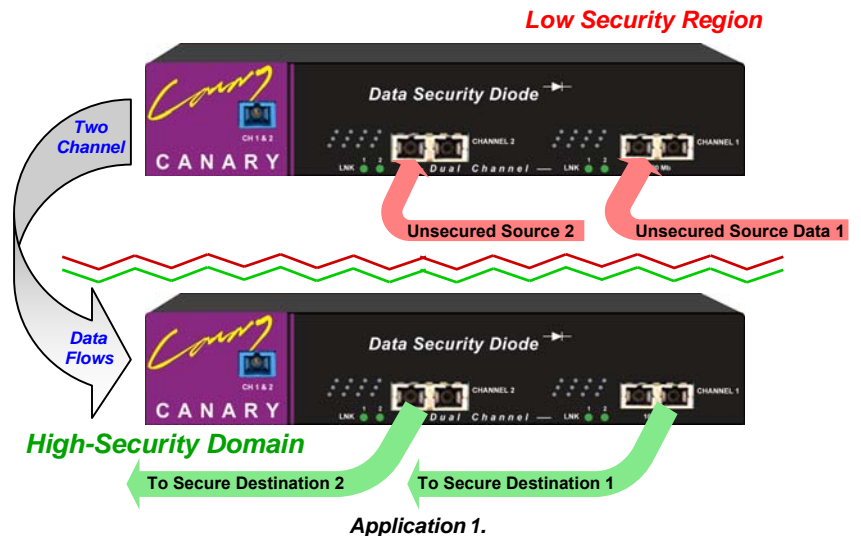 Low Security Region
Canary
CH 1 & 2
CANARY
Data Security Diode
CHANNEL 2
CHANNEL 1
LNK 1 2
Dual Channel
LNK 1 2
Mb
Two
Channel
Unsecured Source 2
Unsecured Source Data 1
Canary
CH 1 & 2
CANARY
Data Security Diode
CHANNEL 2
CHANNEL 1
LNK 1 2
Dual Channel
LNK 1 2
Data
Flows
High-Security Domain
To Secure Destination 2
To Secure Destination 1
Application 1.